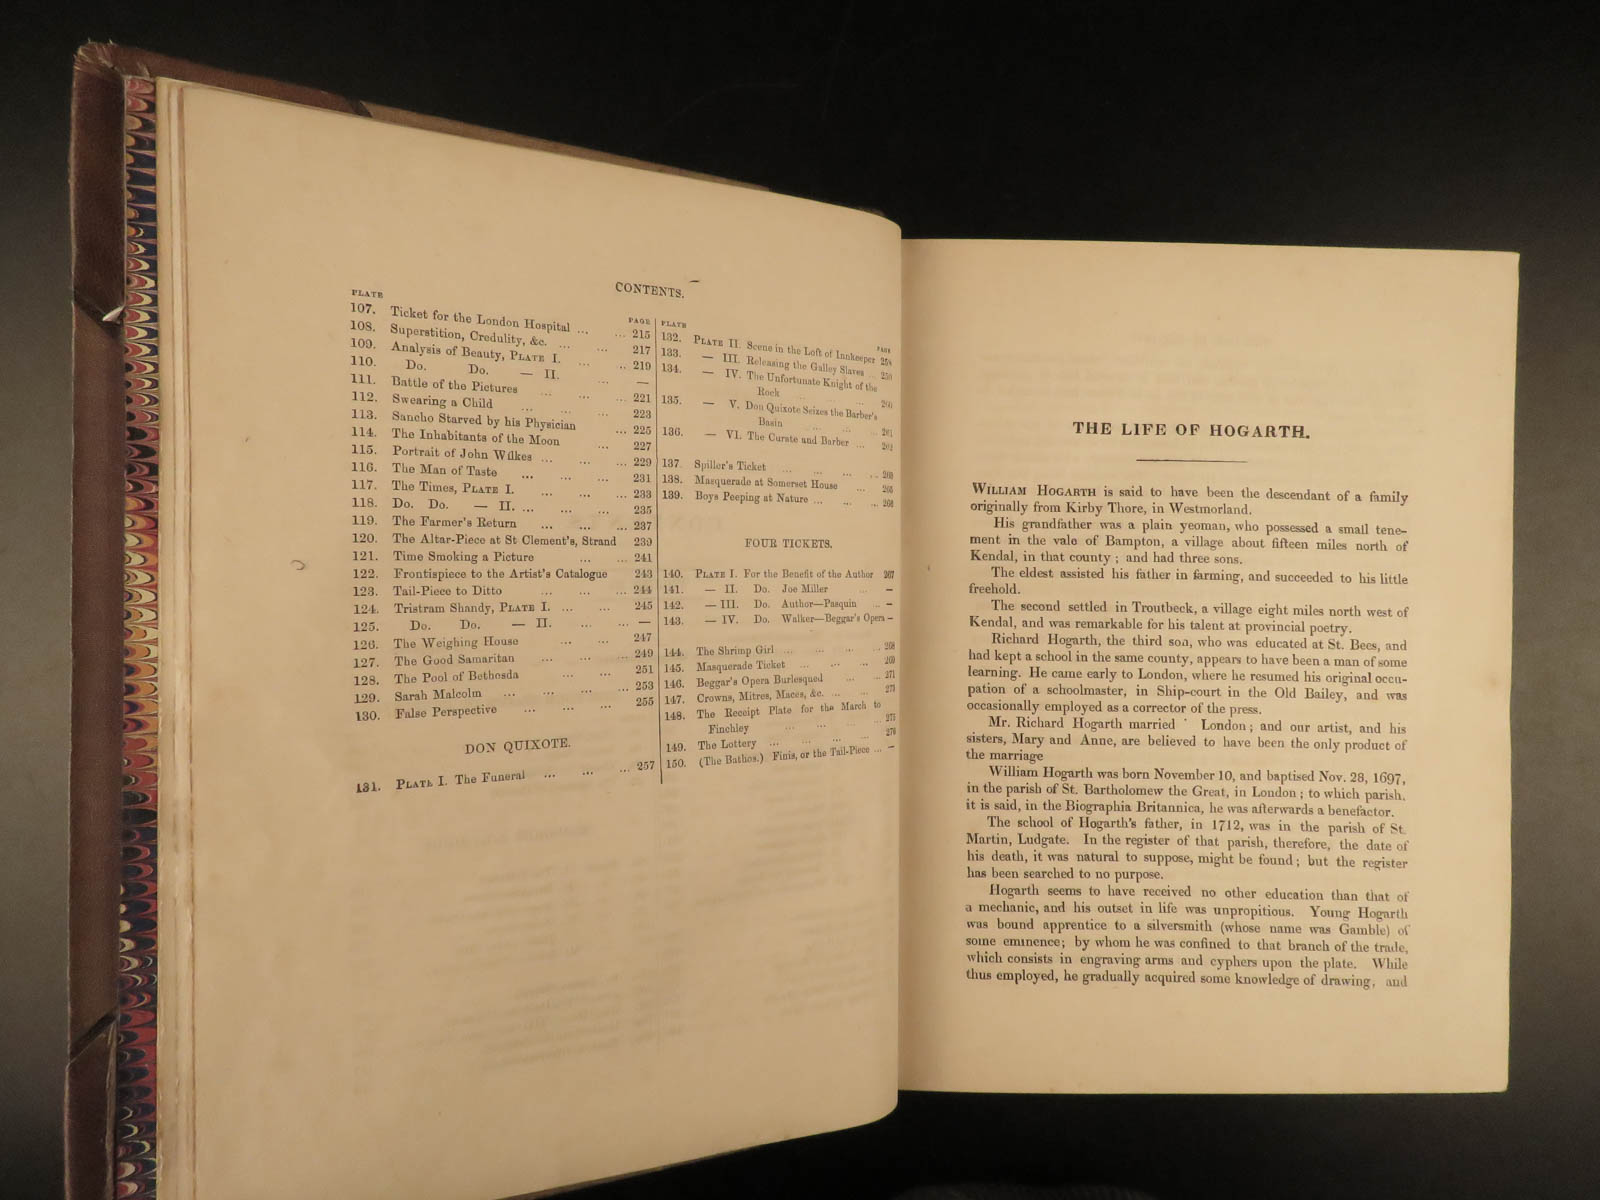 CONTENTS.
PLATE
PAGE
107. Ticket for the London Hospital ... ... 215
108. Superstition, Credulity, &c. ... ... 217
109. Analysis of Beauty, PLATE I. ... .. 219
110. Do. Do. — II. ... —
111. Battle of the Pictures ... ... 221
112. Swearing a Child ... ... ... 223
113. Sancho Starved by his Physician ... 225
114. The Inhabitants of the Moon ... 227
115. Portrait of John Wilkes ... ... ... 229
116. The Man of Taste ... ... ... 231
117. The Times, PLATE I. ... ... ... 233
118. Do. Do. — II. ... ... ... 235
119. The Farmer's Return ... ... ... 237
120. The Altar-Piece at St Clement's, Strand 239
121. Time Smoking a Picture ... ... 241
122. Frontispiece to the Artist's Catalogue 243
123. Tail-Piece to Ditto ... ... ... 244
124. Tristram Shandy, PLATE I. ... ... 245
125. Do. Do. — II. ... ... —
126. The Weighing House ... ... 247
127. The Good Samaritan ... ... ... 249
128. The Pool of Bethesda ... ... 251
129. Sarah Malcolm ... ... ... ... 253
130. False Perspective ... ... ... 255
DON QUIXOTE.
131. PLATE I. The Funeral ... ... ... 257
PLATE
PAGE
132. PLATE II. Scene in the Loft of Innkeeper 258
133. — III. Releasing the Galley Slaves ...
134. — IV. The Unfortunate Knight of the
Rock ... ... ... 260
135. — V. Don Quixote Seizes the Barber's
Basin ... ... ... 261
136. — VI. The Curate and Barber ... 262
137. Spiller's Ticket ... ... ... ..
138. Masquerade at Somerset House ... 265
139. Boys Peeping at Nature ... ... ... 266
FOUR TICKETS.
140. PLATE I. For the Benefit of the Author 267
141. — II. Do. Joe Miller ... —
142. — III. Do. Author—Pasquin ... —
143. — IV. Do. Walker—Beggar's Opera –
144. The Shrimp Girl ... ... ... ... 268
145. Masquerade Ticket ... ... ... 269
146. Beggar's Opera Burlesqued ... ... 271
147. Crowns, Mitres, Maces, &c. ... ... 273
148. The Receipt Plate for the March to
Finchley ... ... ... ... 275
149. The Lottery ... ... ... ... 276
150. (The Bathos.) Finis, or the Tail-Piece ... —
THE LIFE OF HOGARTH.
WILLIAM HOGARTH is said to have been the descendant of a family
originally from Kirby Thore, in Westmorland.
His grandfather was a plain yeoman, who possessed a small tene-
ment in the vale of Bampton, a village about fifteen miles north of
Kendal, in that county; and had three sons.
The eldest assisted his father in farming, and succeeded to his little
freehold.
The second settled in Troutbeck, a village eight miles north west of
Kendal, and was remarkable for his talent at provincial poetry.
Richard Hogarth, the third son, who was educated at St. Bees, and
had kept a school in the same county, appears to have been a man of some
learning. He came early to London, where he resumed his original occu-
pation of a schoolmaster, in Ship-court in the Old Bailey, and was
occasionally employed as a corrector of the press.
Mr. Richard Hogarth married London; and our artist, and his
sisters, Mary and Anne, are believed to have been the only product of
the marriage
William Hogarth was born November 10, and baptised Nov. 28, 1697,
in the parish of St. Bartholomew the Great, in London; to which parish,
it is said, in the Biographia Britannica, he was afterwards a benefactor.
The school of Hogarth's father, in 1712, was in the parish of St.
Martin, Ludgate. In the register of that parish, therefore, the date of
his death, it was natural to suppose, might be found; but the register
has been searched to no purpose.
Hogarth seems to have received no other education than that of
a mechanic, and his outset in life was unpropitious. Young Hogarth
was bound apprentice to a silversmith (whose name was Gamble) of
some eminence; by whom he was confined to that branch of the trade,
which consists in engraving arms and cyphers upon the plate. While
thus employed, he gradually acquired some knowledge of drawing, and